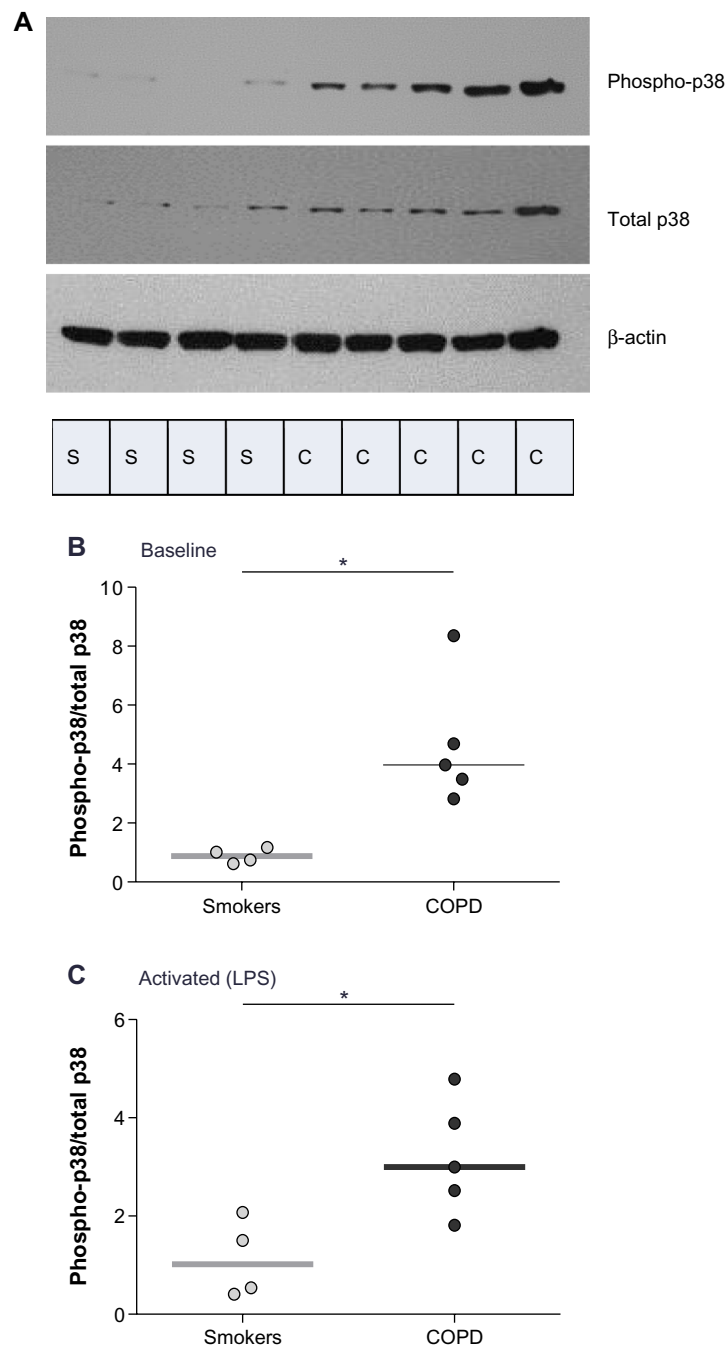 A
Phospho-p38
Total p38
β-actin
S S S S C C C C C
B Baseline
*
10
8
6
4
2
0
Phospho-p38/total p38
Smokers COPD
C Activated (LPS)
*
6
4
2
0
Phospho-p38/total p38
Smokers COPD